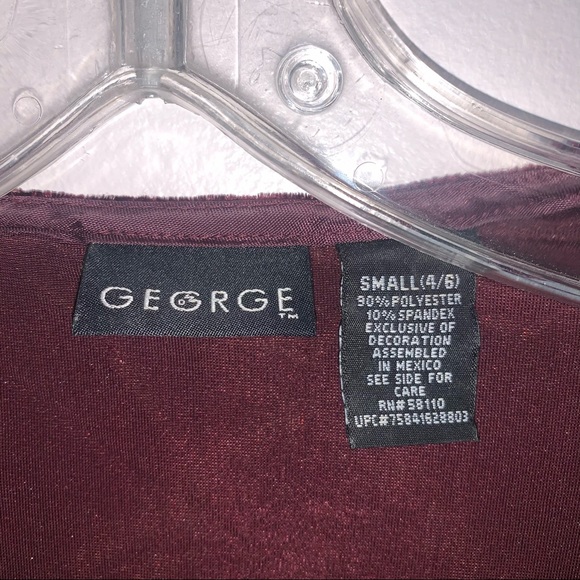 GEORGE
TM
SMALL(4/6)
90%POLYESTER
10%SPANDEX
EXCLUSIVE OF
DECORATION
ASSEMBLED
IN MEXICO
SEE SIDE FOR
CARE
RN#58110
UPC#75841628803